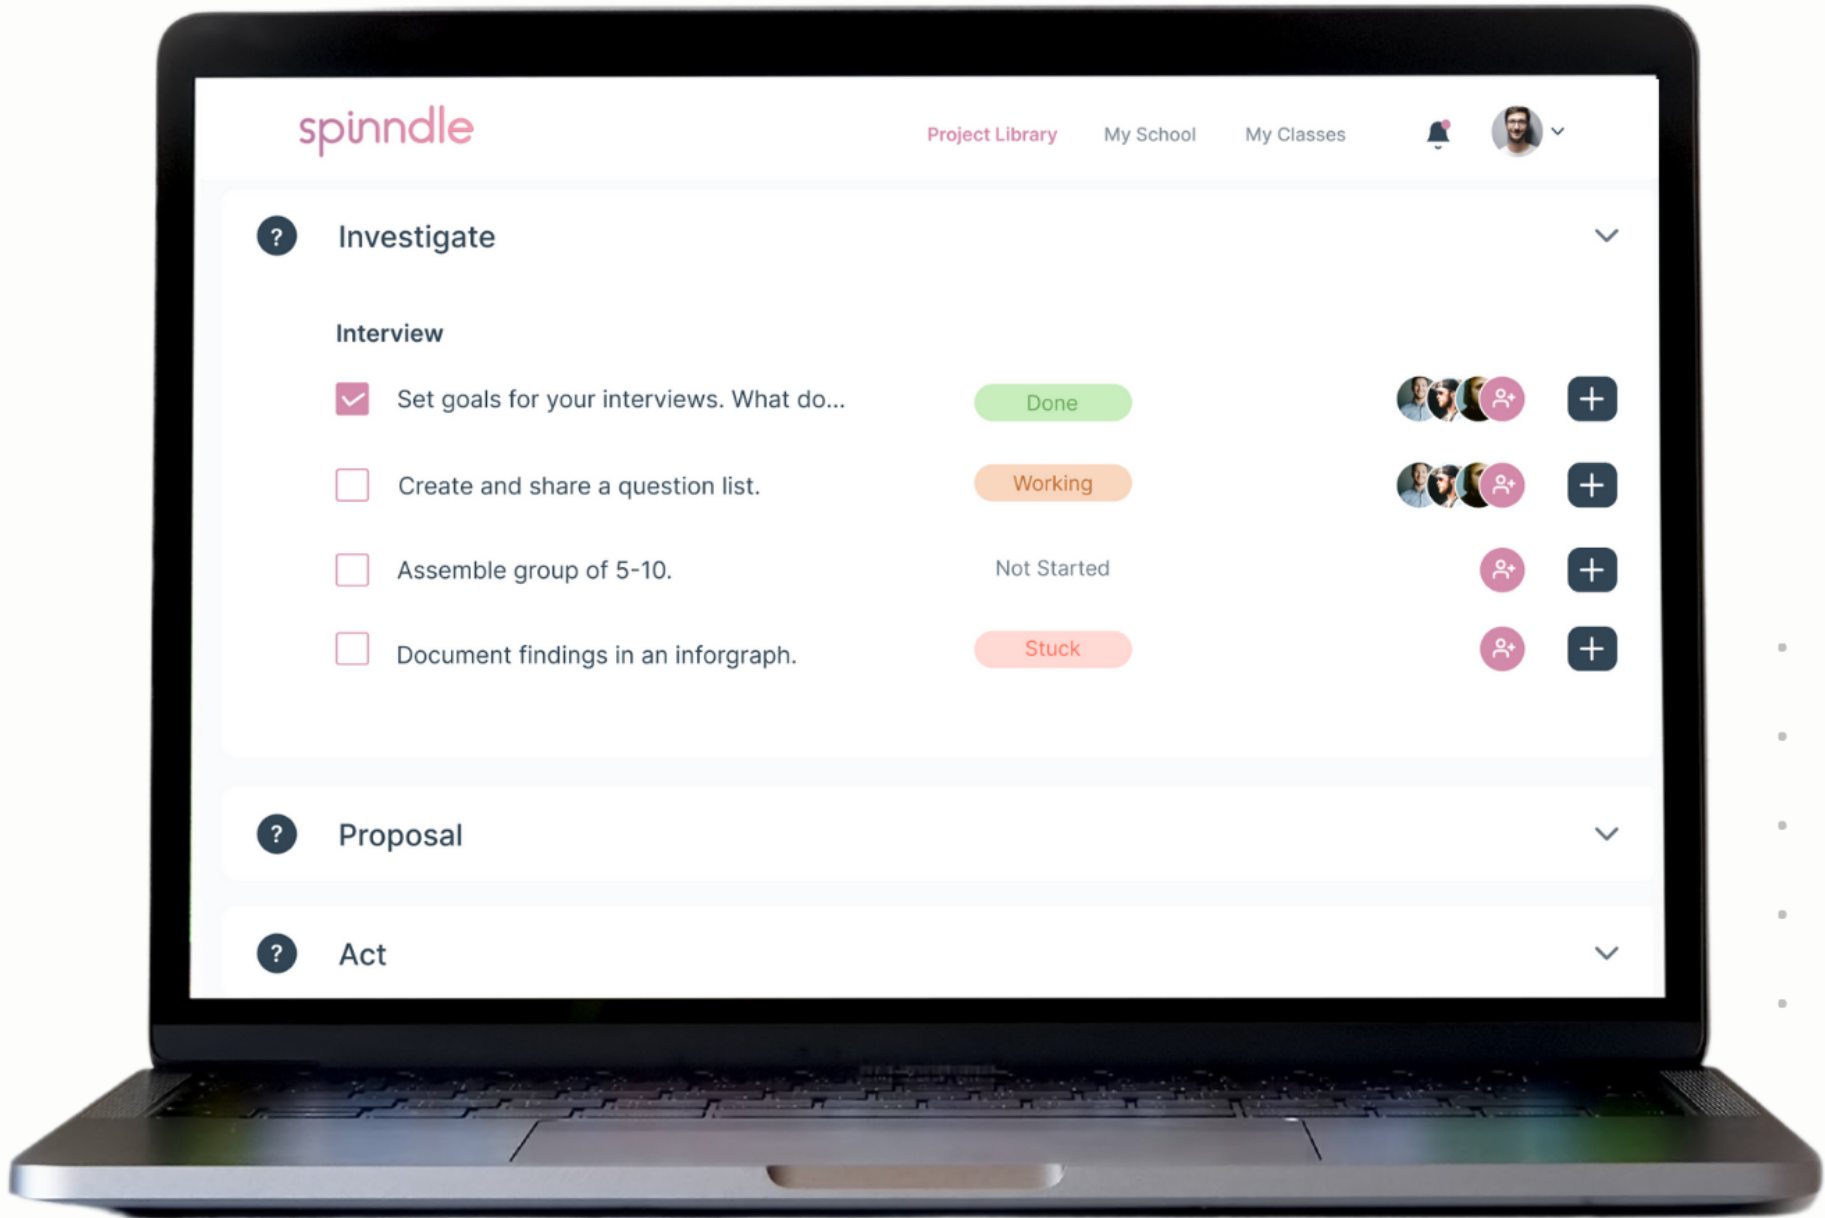 spinndle
Project Library My School My Classes
? Investigate
Interview
Set goals for your interviews. What do...
Done
Create and share a question list.
Working
Assemble group of 5-10.
Not Started
Document findings in an inforgraph.
Stuck
? Proposal
? Act